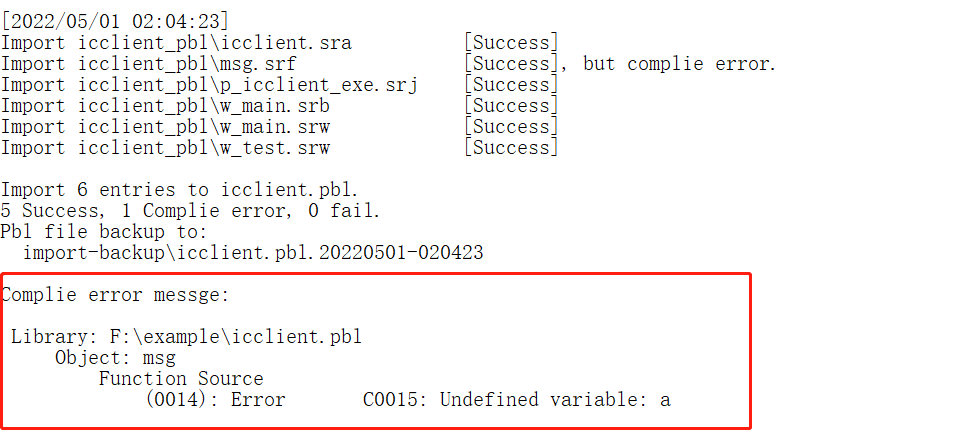 [2022/05/01 02:04:23]
Import icclient_pbl\icclient.sra [Success]
Import icclient_pbl\msg.srf [Success], but complie error.
Import icclient_pbl\p_icclient_exe.srj [Success]
Import icclient_pbl\w_main.srb [Success]
Import icclient_pbl\w_main.srw [Success]
Import icclient_pbl\w_test.srw [Success]
Import 6 entries to icclient.pbl.
5 Success, 1 Complie error, 0 fail.
Pbl file backup to:
import-backup\icclient.pbl.20220501-020423
Complie error messge:
Library: F:\example\icclient.pbl
Object: msg
Function Source
(0014): Error C0015: Undefined variable: a